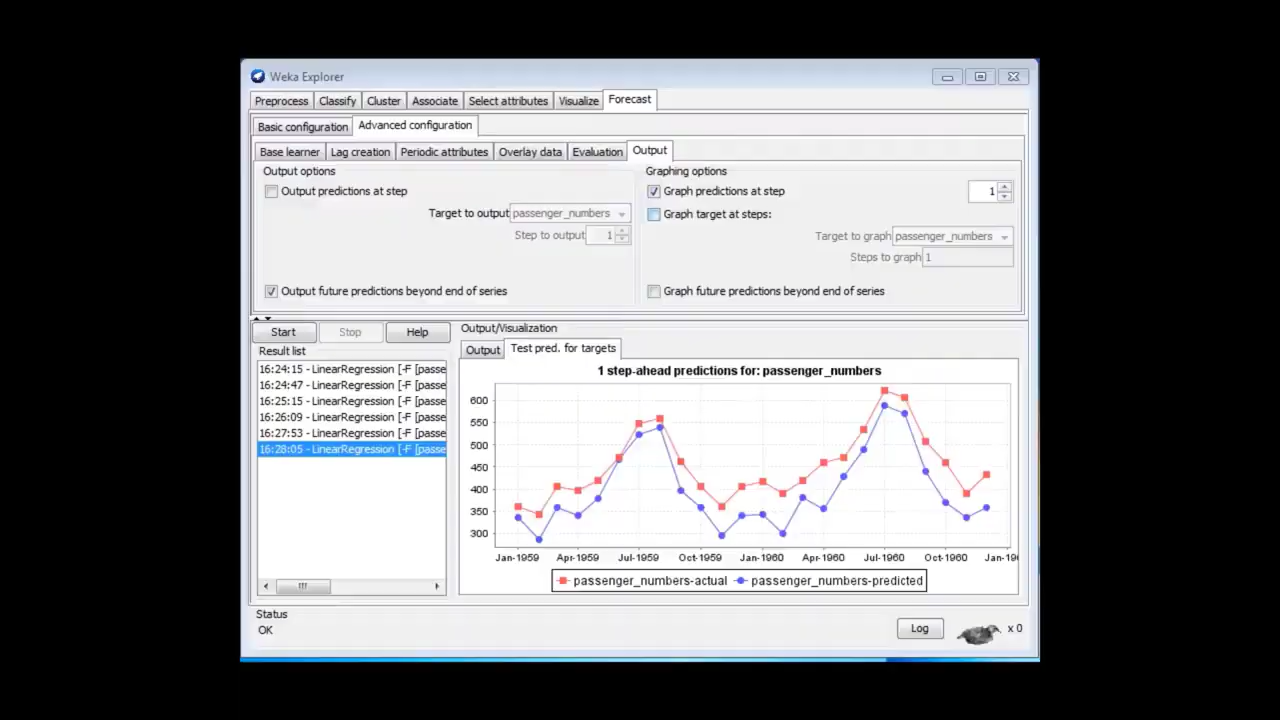 Weka Explorer
Preprocess Classify Cluster Associate Select attributes Visualize Forecast
Basic configuration Advanced configuration
Base learner Lag creation Periodic attributes Overlay data Evaluation Output
Output options
Output predictions at step
Target to output passenger_numbers
Step to output 1
Output future predictions beyond end of series
Graphing options
Graph predictions at step 1
Graph target at steps:
Target to graph passenger_numbers
Steps to graph 1
Graph future predictions beyond end of series
Start Stop Help
Result list
16:24:15 - LinearRegression [-F [passe
16:24:47 - LinearRegression [-F [passe
16:25:15 - LinearRegression [-F [passe
16:26:09 - LinearRegression [-F [passe
16:27:53 - LinearRegression [-F [passe
16:28:05 - LinearRegression [-F [passe
Output/Visualization
Output Test pred. for targets
1 step-ahead predictions for: passenger_numbers
600
550
500
450
400
350
300
Jan-1959 Apr-1959 Jul-1959 Oct-1959 Jan-1960 Apr-1960 Jul-1960 Oct-1960 Jan-196
passenger_numbers-actual passenger_numbers-predicted
Status
OK
Log x 0